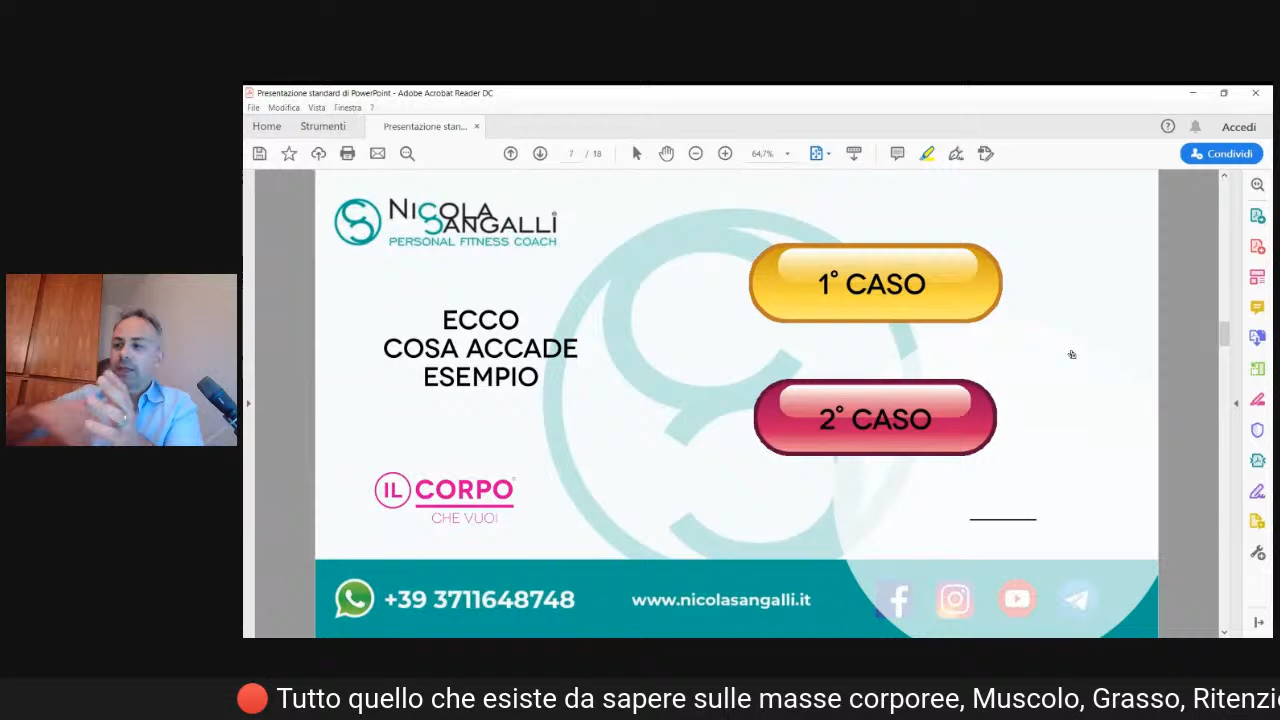 Presentazione standard di PowerPoint - Adobe Acrobat Reader DC
File Modifica Vista Finestra ?
Home Strumenti Presentazione stan... × Accedi
7 / 18 64,7% Condividi
NICOLA
SANGALLI
PERSONAL FITNESS COACH
1° CASO
ECCO
COSA ACCADE
ESEMPIO
2° CASO
IL CORPO
CHE VUOI
+39 3711648748 www.nicolasangalli.it
Tutto quello che esiste da sapere sulle masse corporee, Muscolo, Grasso, Ritenzi